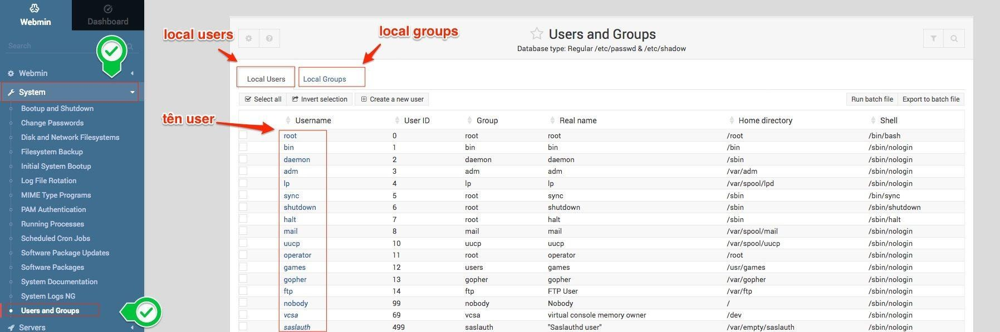 Webmin
Dashboard
Search
Webmin
System
Bootup and Shutdown
Change Passwords
Disk and Network Filesystems
Filesystem Backup
Initial System Bootup
Log File Rotation
MIME Type Programs
PAM Authentication
Running Processes
Scheduled Cron Jobs
Software Package Updates
Software Packages
System Documentation
System Logs NG
Users and Groups
Servers
local users
local groups
Users and Groups
Database type: Regular /etc/passwd & /etc/shadow
Local Users Local Groups
Select all Invert selection Create a new user Run batch file Export to batch file
tên user
Username User ID Group Real name Home directory Shell
root 0 root root /root /bin/bash
bin 1 bin bin /bin /sbin/nologin
daemon 2 daemon daemon /sbin /sbin/nologin
adm 3 adm adm /var/adm /sbin/nologin
lp 4 lp lp /var/spool/lpd /sbin/nologin
sync 5 root sync /sbin /bin/sync
shutdown 6 root shutdown /sbin /sbin/shutdown
halt 7 root halt /sbin /sbin/halt
mail 8 mail mail /var/spool/mail /sbin/nologin
uucp 10 uucp uucp /var/spool/uucp /sbin/nologin
operator 11 root operator /root /sbin/nologin
games 12 users games /usr/games /sbin/nologin
gopher 13 gopher gopher /var/gopher /sbin/nologin
ftp 14 ftp FTP User /var/ftp /sbin/nologin
nobody 99 nobody Nobody / /sbin/nologin
vcsa 69 vcsa virtual console memory owner /dev /sbin/nologin
saslauth 499 saslauth "Saslauthd user" /var/empty/saslauth /sbin/nologin